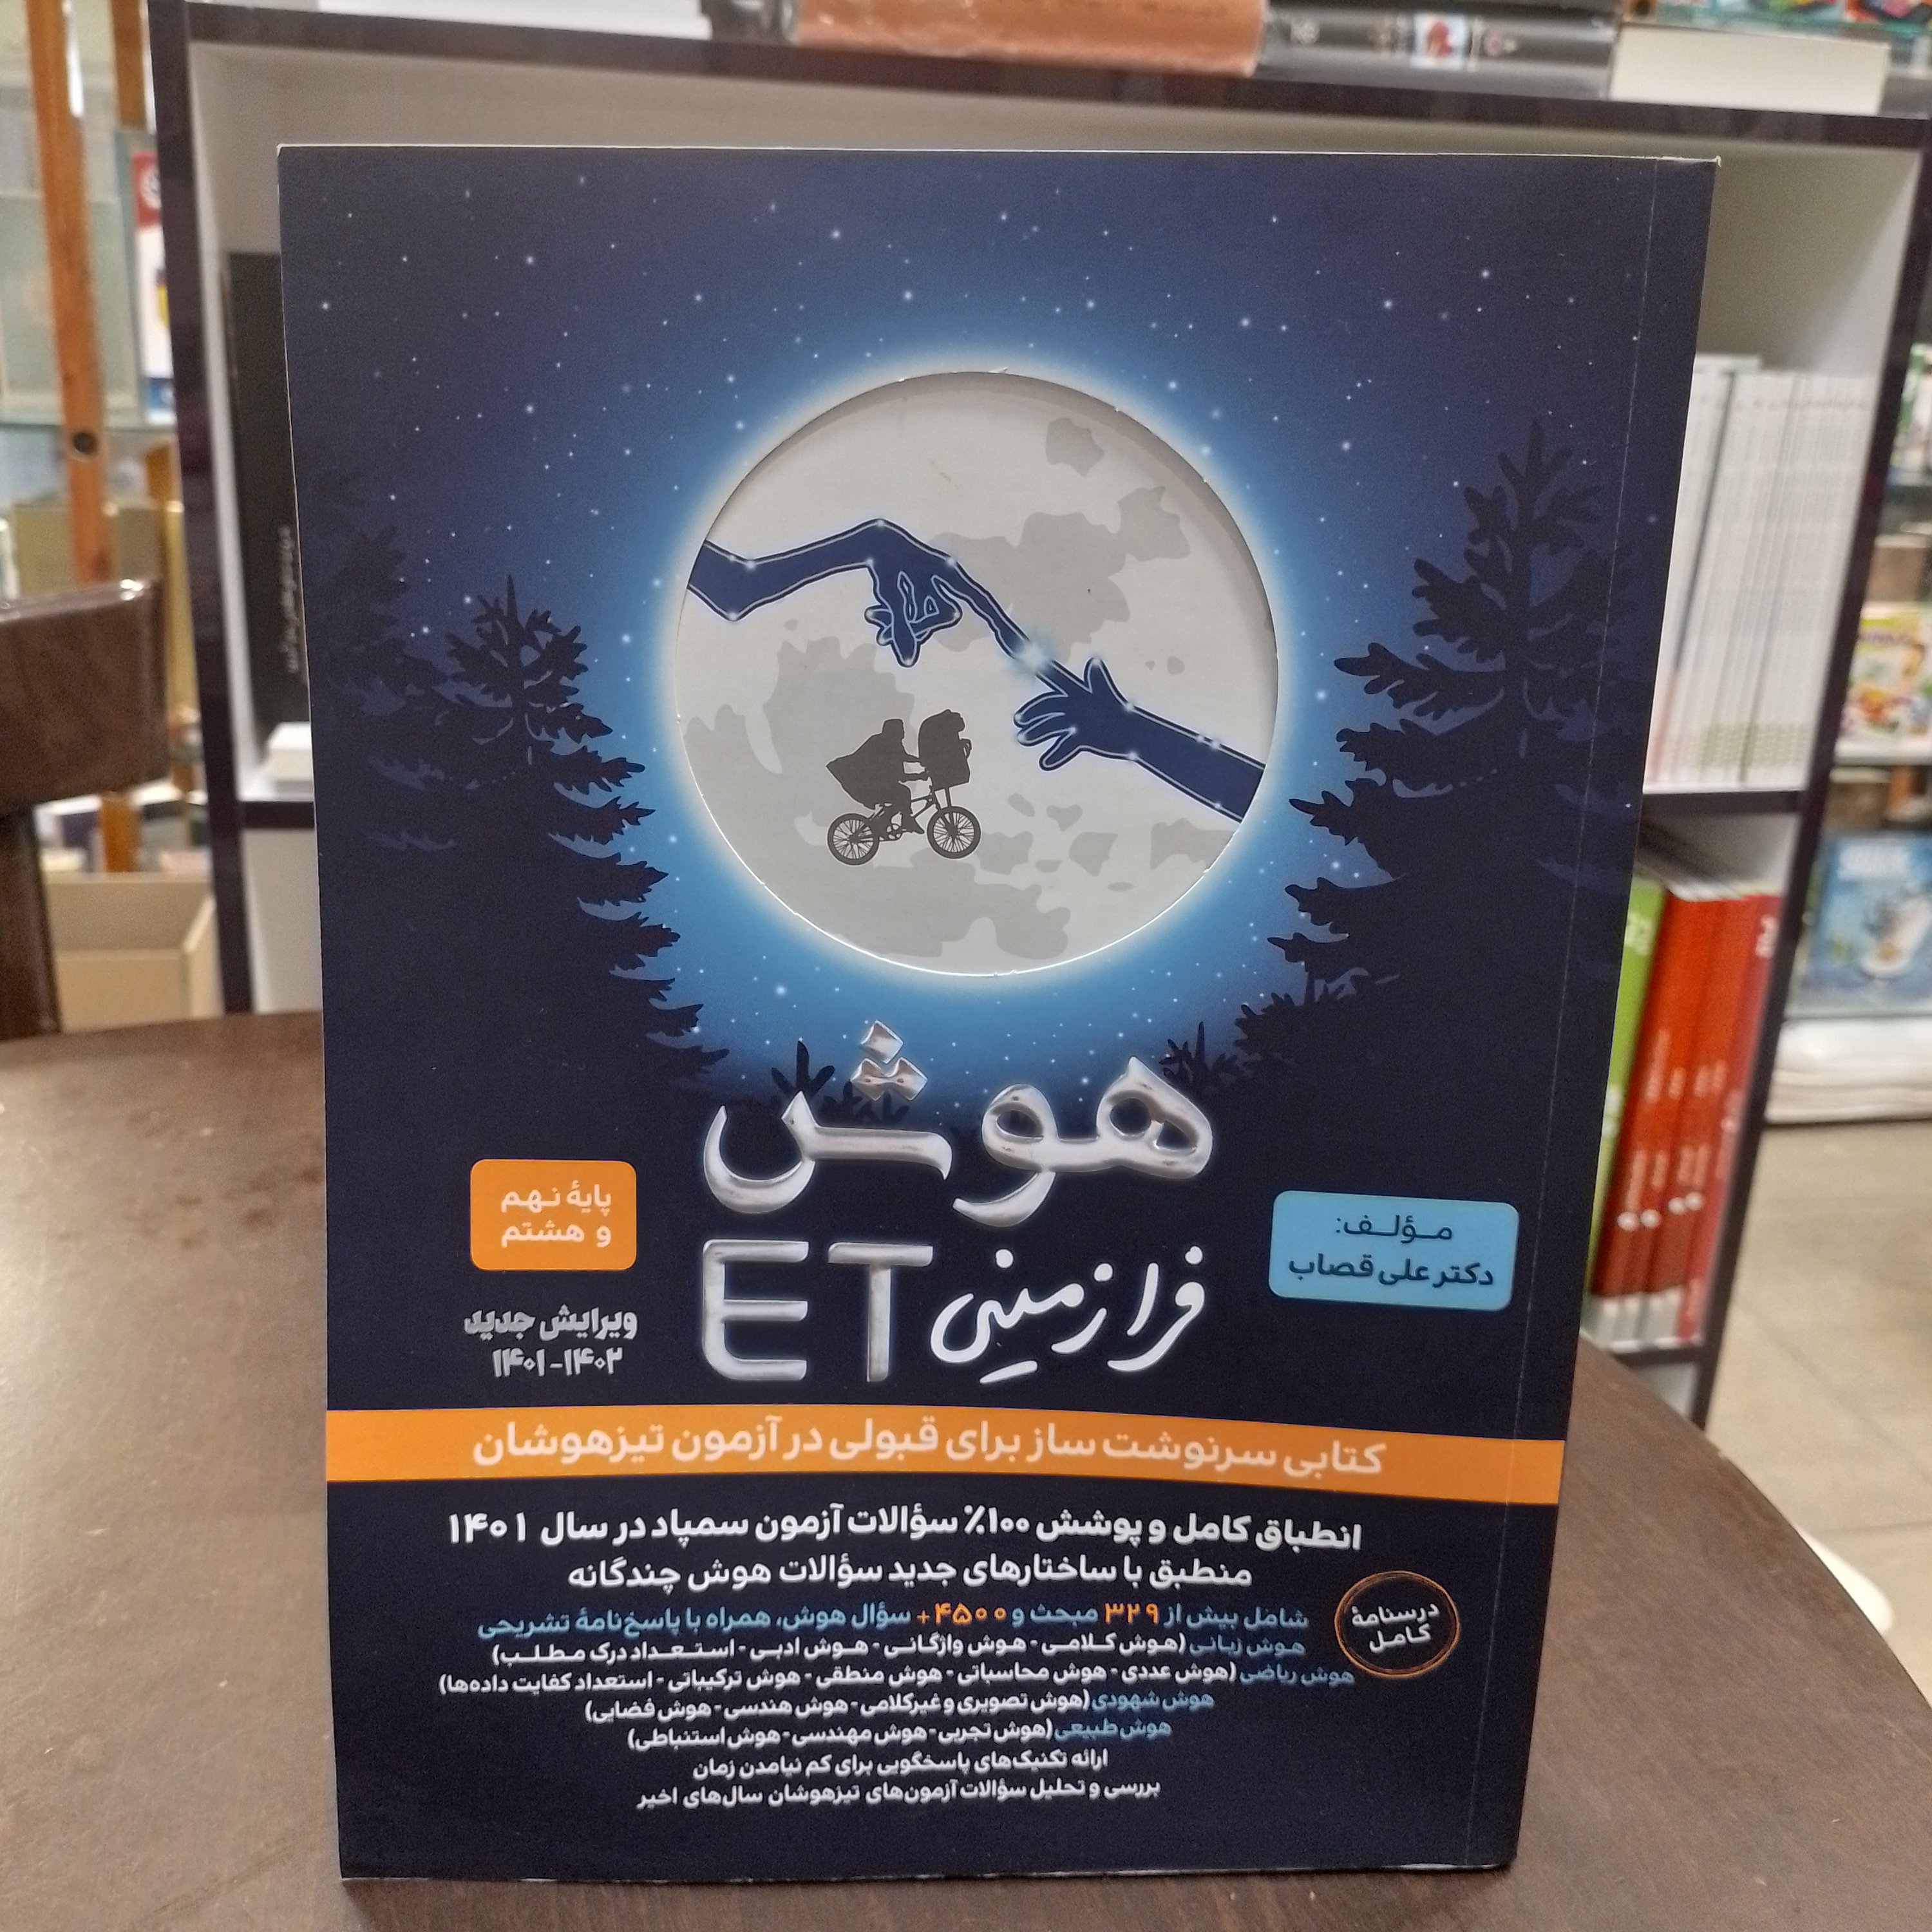 هوش
فرازمینی ET
مؤلف:
دکتر علی قصاب
پایهٔ نهم
و هشتم
ویرایش جدید
۱۴۰۱-۱۴۰۲
کتابی سرنوشت ساز برای قبولی در آزمون تیزهوشان
انطباق کامل و پوشش ۱۰۰٪ سؤالات آزمون سمپاد در سال ۱۴۰۱
منطبق با ساختارهای جدید سؤالات هوش چندگانه
درسنامهٔ
کامل
شامل بیش از ۳۲۹ مبحث و ۴۵۰۰+ سؤال هوش، همراه با پاسخ‌نامهٔ تشریحی
هوش زبانی (هوش کلامی - هوش واژگانی - هوش ادبی - استعداد درک مطلب)
هوش ریاضی (هوش عددی - هوش محاسباتی - هوش منطقی - هوش ترکیباتی - استعداد کفایت داده‌ها)
هوش شهودی (هوش تصویری و غیرکلامی - هوش هندسی - هوش فضایی)
هوش طبیعی (هوش تجربی - هوش مهندسی - هوش استنباطی)
ارائه تکنیک‌های پاسخگویی برای کم نیامدن زمان
بررسی و تحلیل سؤالات آزمون‌های تیزهوشان سال‌های اخیر